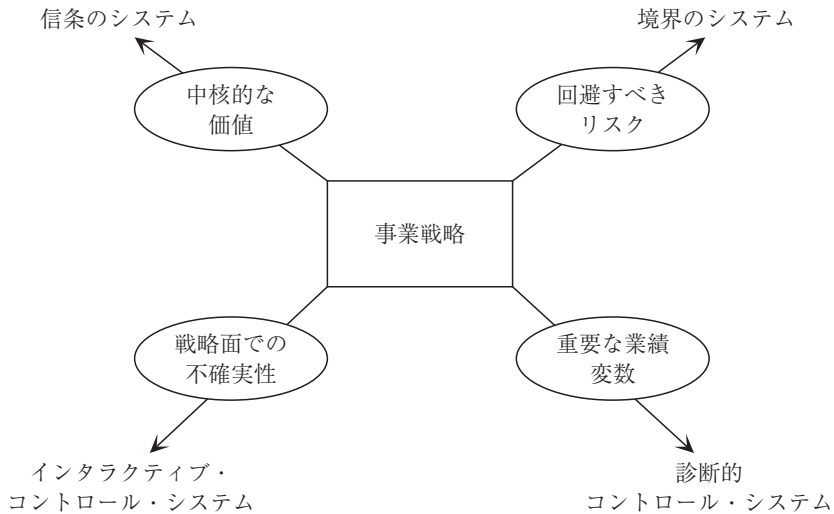 信条のシステム
境界のシステム
中核的な
価値
回避すべき
リスク
事業戦略
戦略面での
不確実性
重要な業績
変数
インタラクティブ・
コントロール・システム
診断的
コントロール・システム